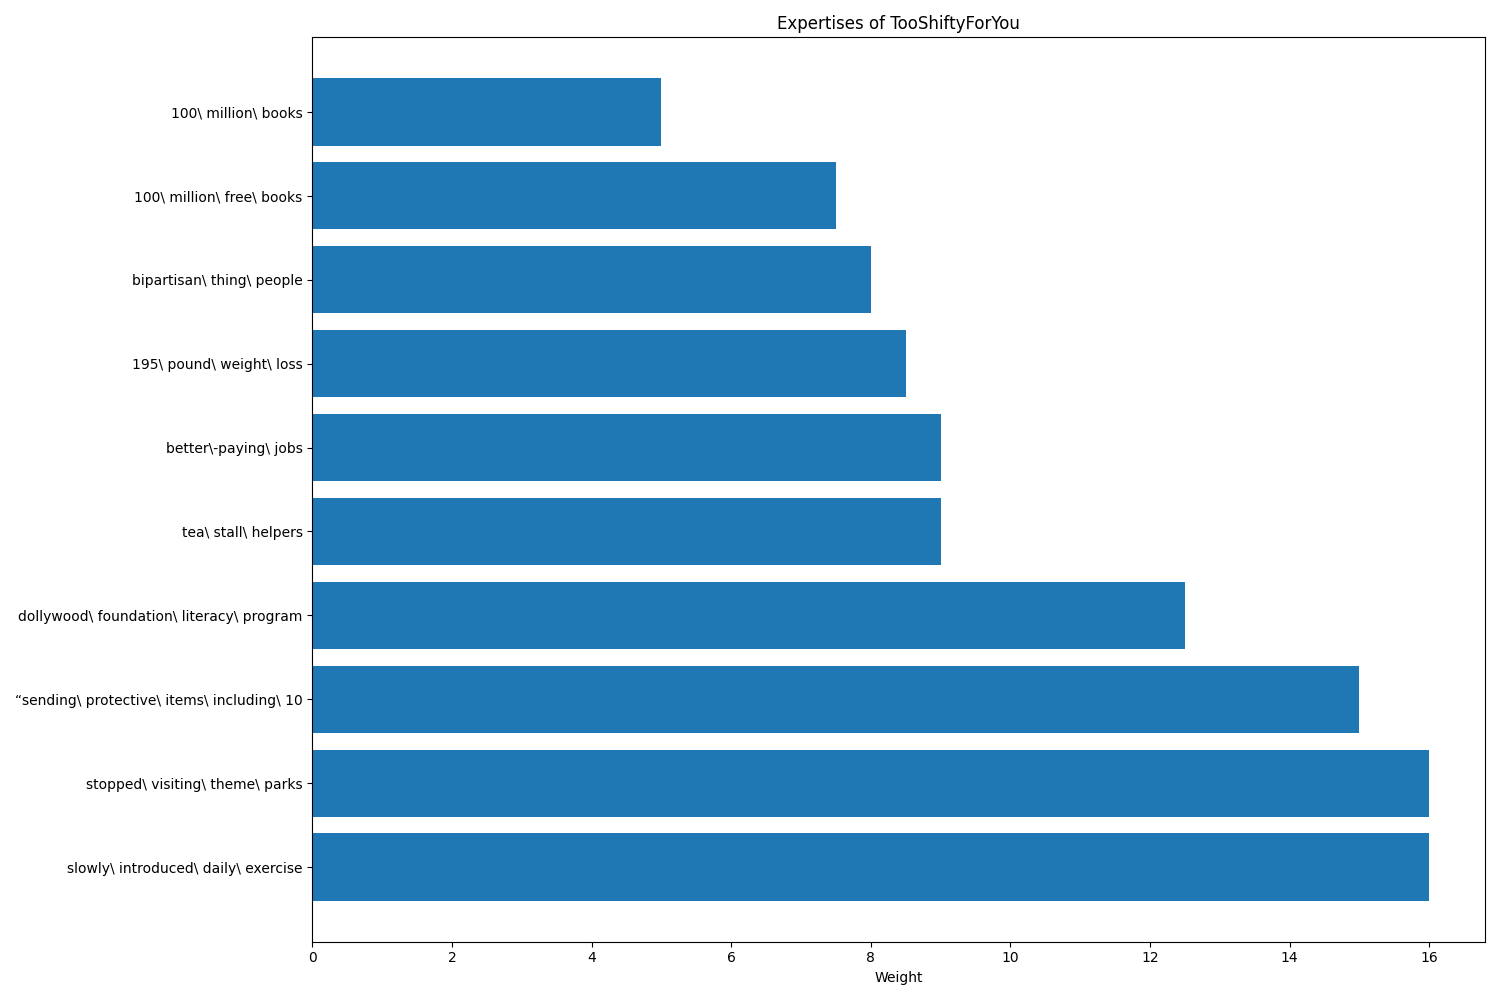 Expertises of TooShiftyForYou
100\ million\ books
100\ million\ free\ books
bipartisan\ thing\ people
195\ pound\ weight\ loss
better\-paying\ jobs
tea\ stall\ helpers
dollywood\ foundation\ literacy\ program
“sending\ protective\ items\ including\ 10
stopped\ visiting\ theme\ parks
slowly\ introduced\ daily\ exercise
0 2 4 6 8 10 12 14 16
Weight